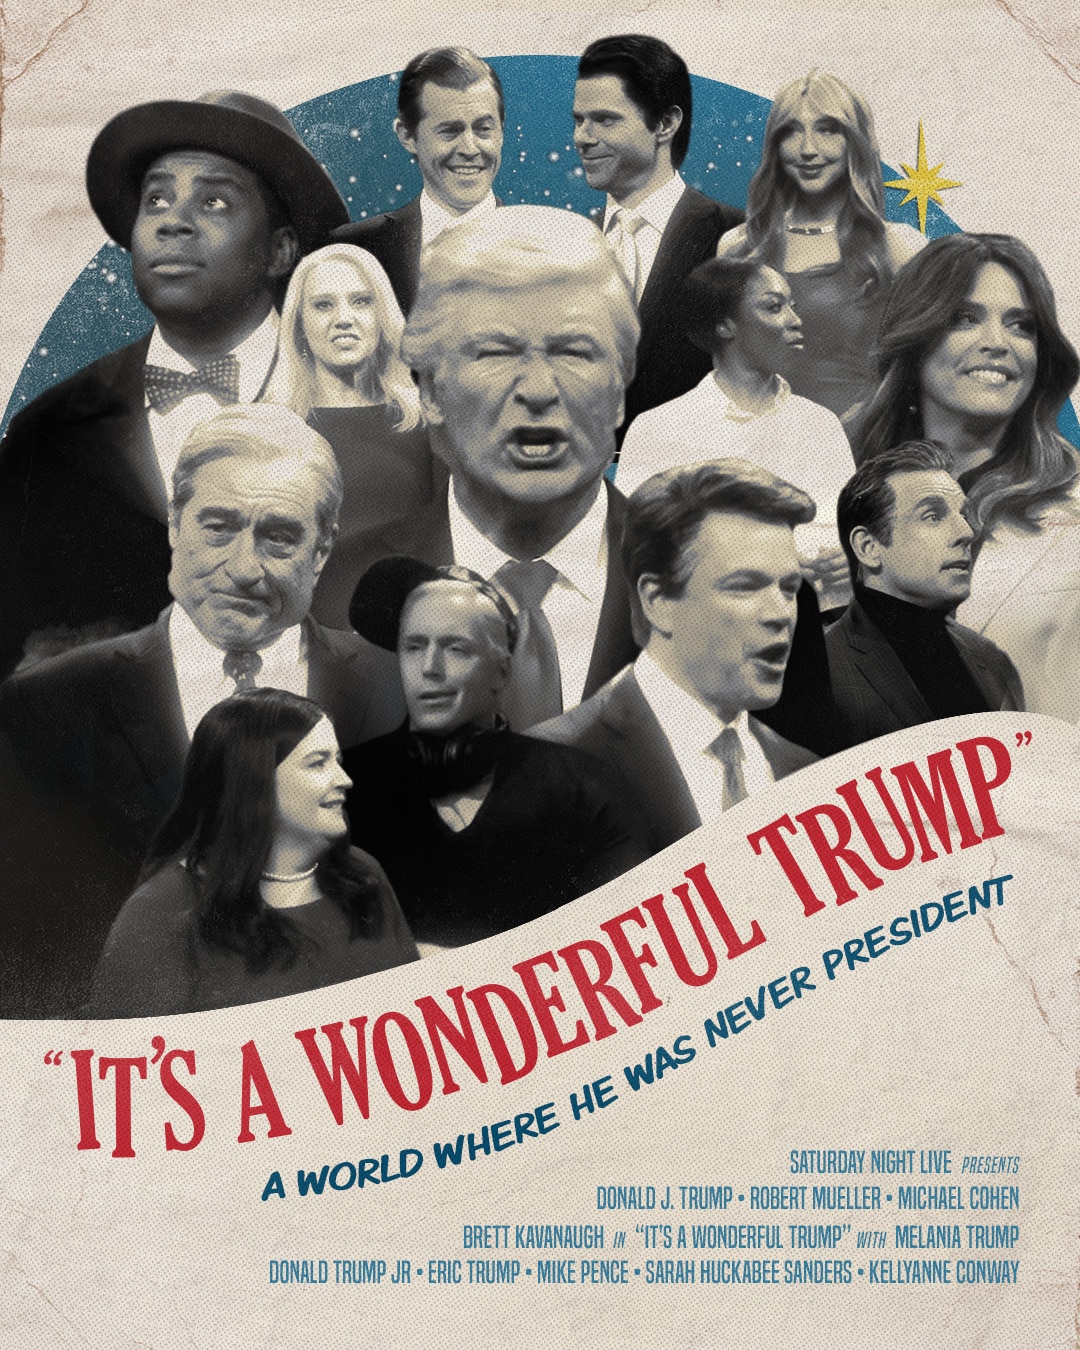 “IT’S A WONDERFUL TRUMP”
A WORLD WHERE HE WAS NEVER PRESIDENT
SATURDAY NIGHT LIVE PRESENTS
DONALD J. TRUMP • ROBERT MUELLER • MICHAEL COHEN
BRETT KAVANAUGH IN “IT’S A WONDERFUL TRUMP” WITH MELANIA TRUMP
DONALD TRUMP JR • ERIC TRUMP • MIKE PENCE • SARAH HUCKABEE SANDERS • KELLYANNE CONWAY